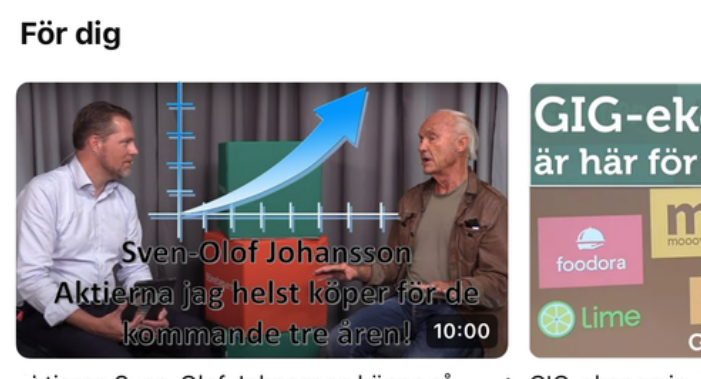 För dig
GIG-ek
är här för
Sven-Olof Johansson
Aktierna jag helst köper för de
kommande tre åren!
10:00
foodora
Lime